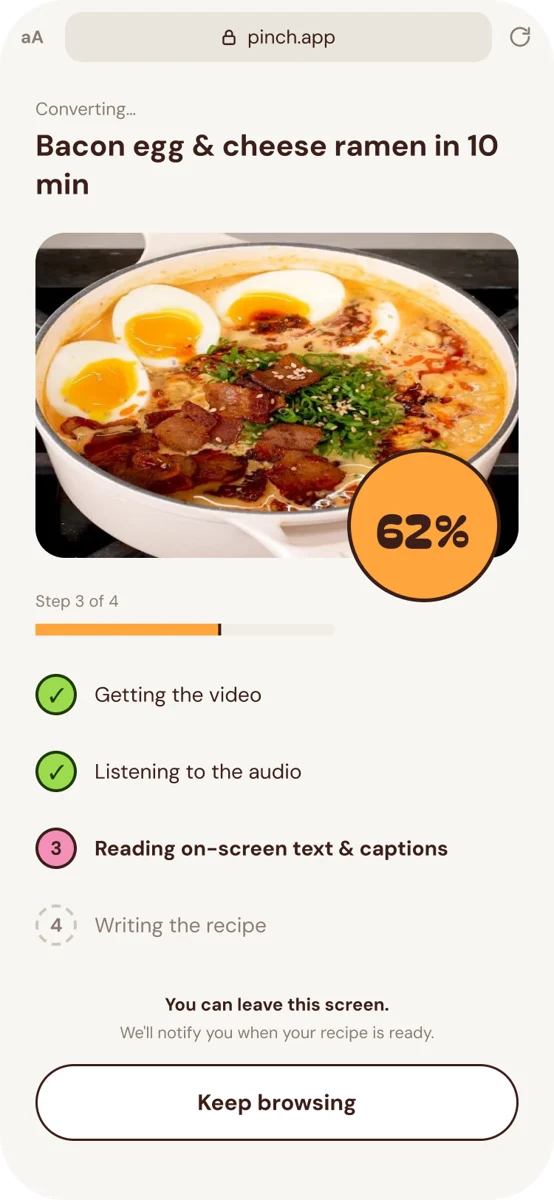 aA
pinch.app
Converting...
Bacon egg & cheese ramen in 10
min
62%
Step 3 of 4
✓ Getting the video
✓ Listening to the audio
3 Reading on-screen text & captions
4 Writing the recipe
You can leave this screen.
We'll notify you when your recipe is ready.
Keep browsing